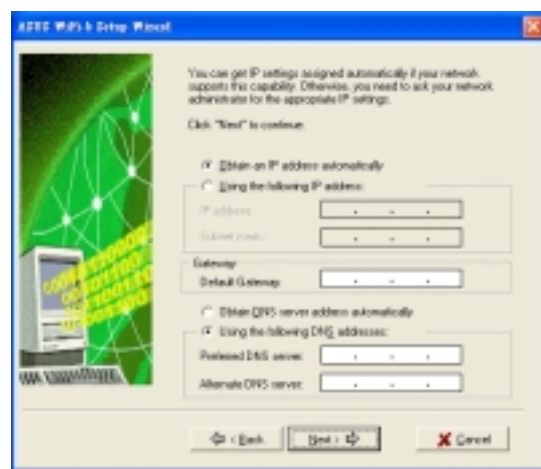 ASUS WiFi-b Setup Wizard
You can get IP settings assigned automatically if your network
supports this capability. Otherwise, you need to ask your network
administrator for the appropriate IP settings.
Click "Next" to continue.
Obtain an IP address automatically
Using the following IP address:
IP address:
Subnet mask:
Gateway
Default Gateway:
Obtain DNS server address automatically
Using the following DNS addresses:
Preferred DNS server:
Alternate DNS server:
< Back
Next >
Cancel